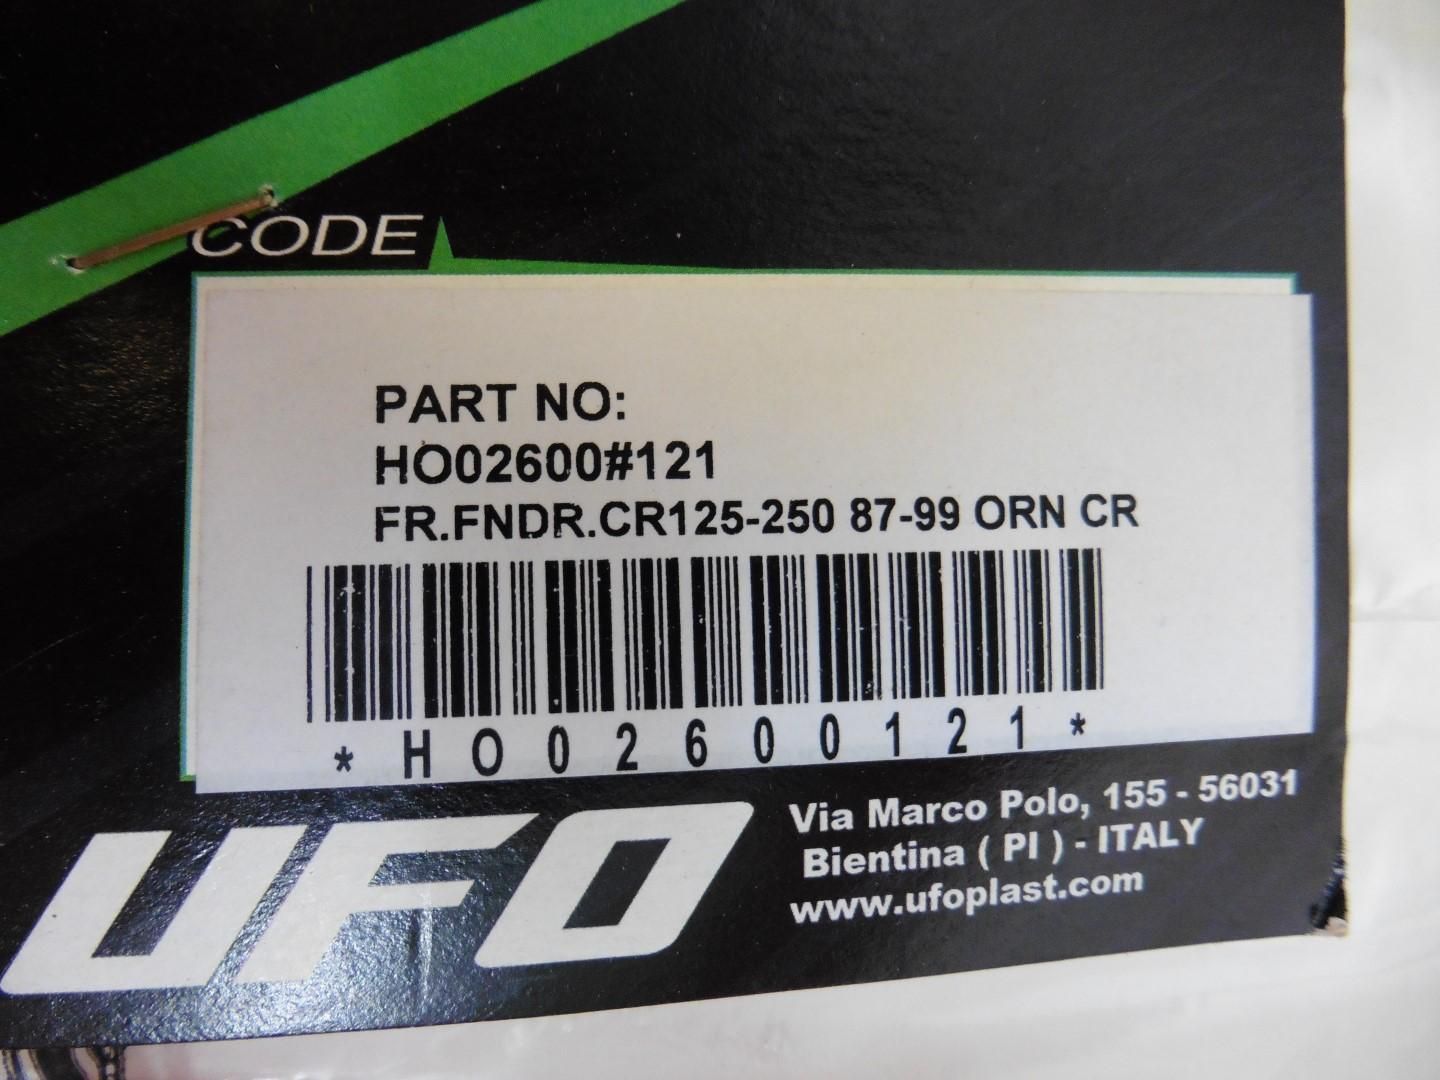 CODE
PART NO:
HO02600#121
FR.FNDR.CR125-250 87-99 ORN CR
*HO02600121*
UFO
Via Marco Polo, 155 - 56031
Bientina ( PI ) - ITALY
www.ufoplast.com